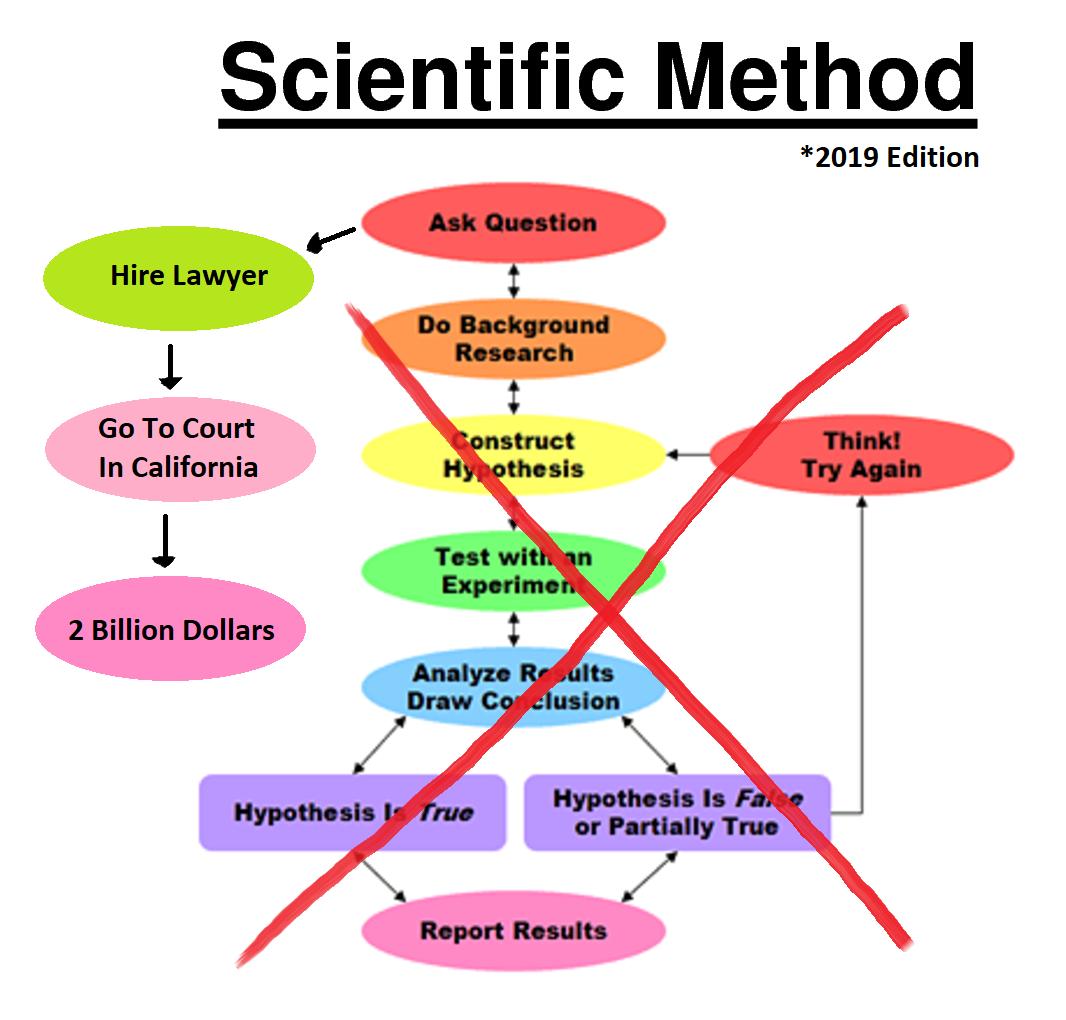 Scientific Method
*2019 Edition
Ask Question
Hire Lawyer
Do Background
Research
Go To Court
In California
Construct
Hypothesis
Think!
Try Again
Test with an
Experiment
2 Billion Dollars
Analyze Results
Draw Conclusion
Hypothesis Is True
Hypothesis Is False
or Partially True
Report Results